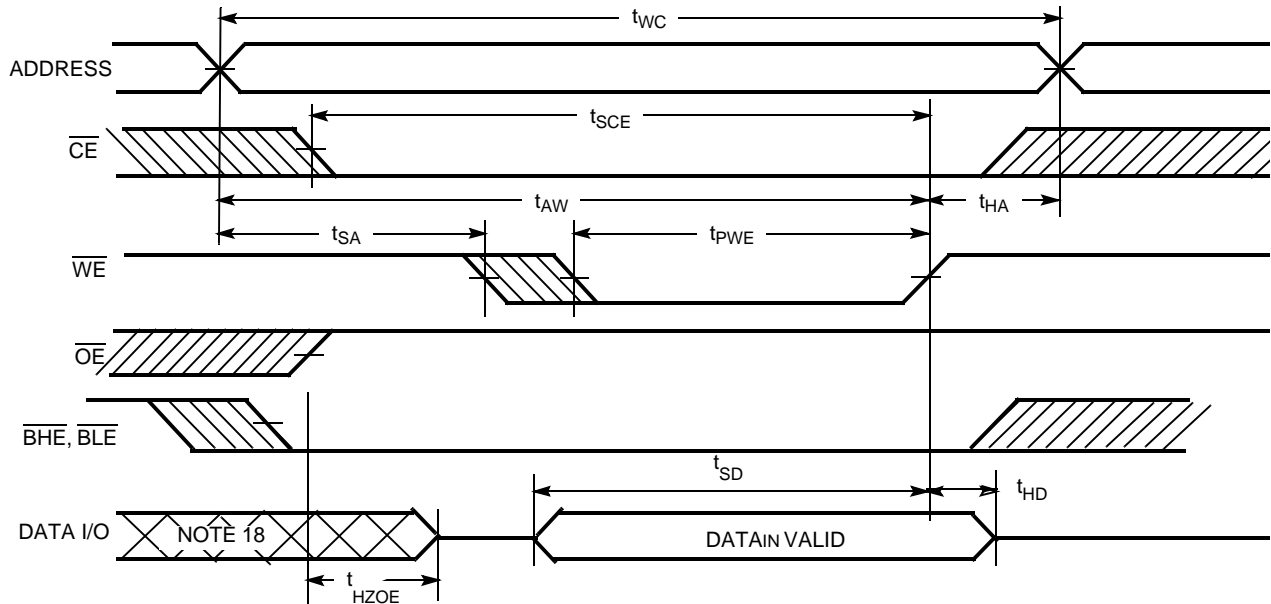 tWC
ADDRESS
tSCE
CE
tAW
tHA
tSA
tPWE
WE
OE
BHE, BLE
tSD
tHD
DATA I/O
NOTE 18
DATAIN VALID
tHZOE